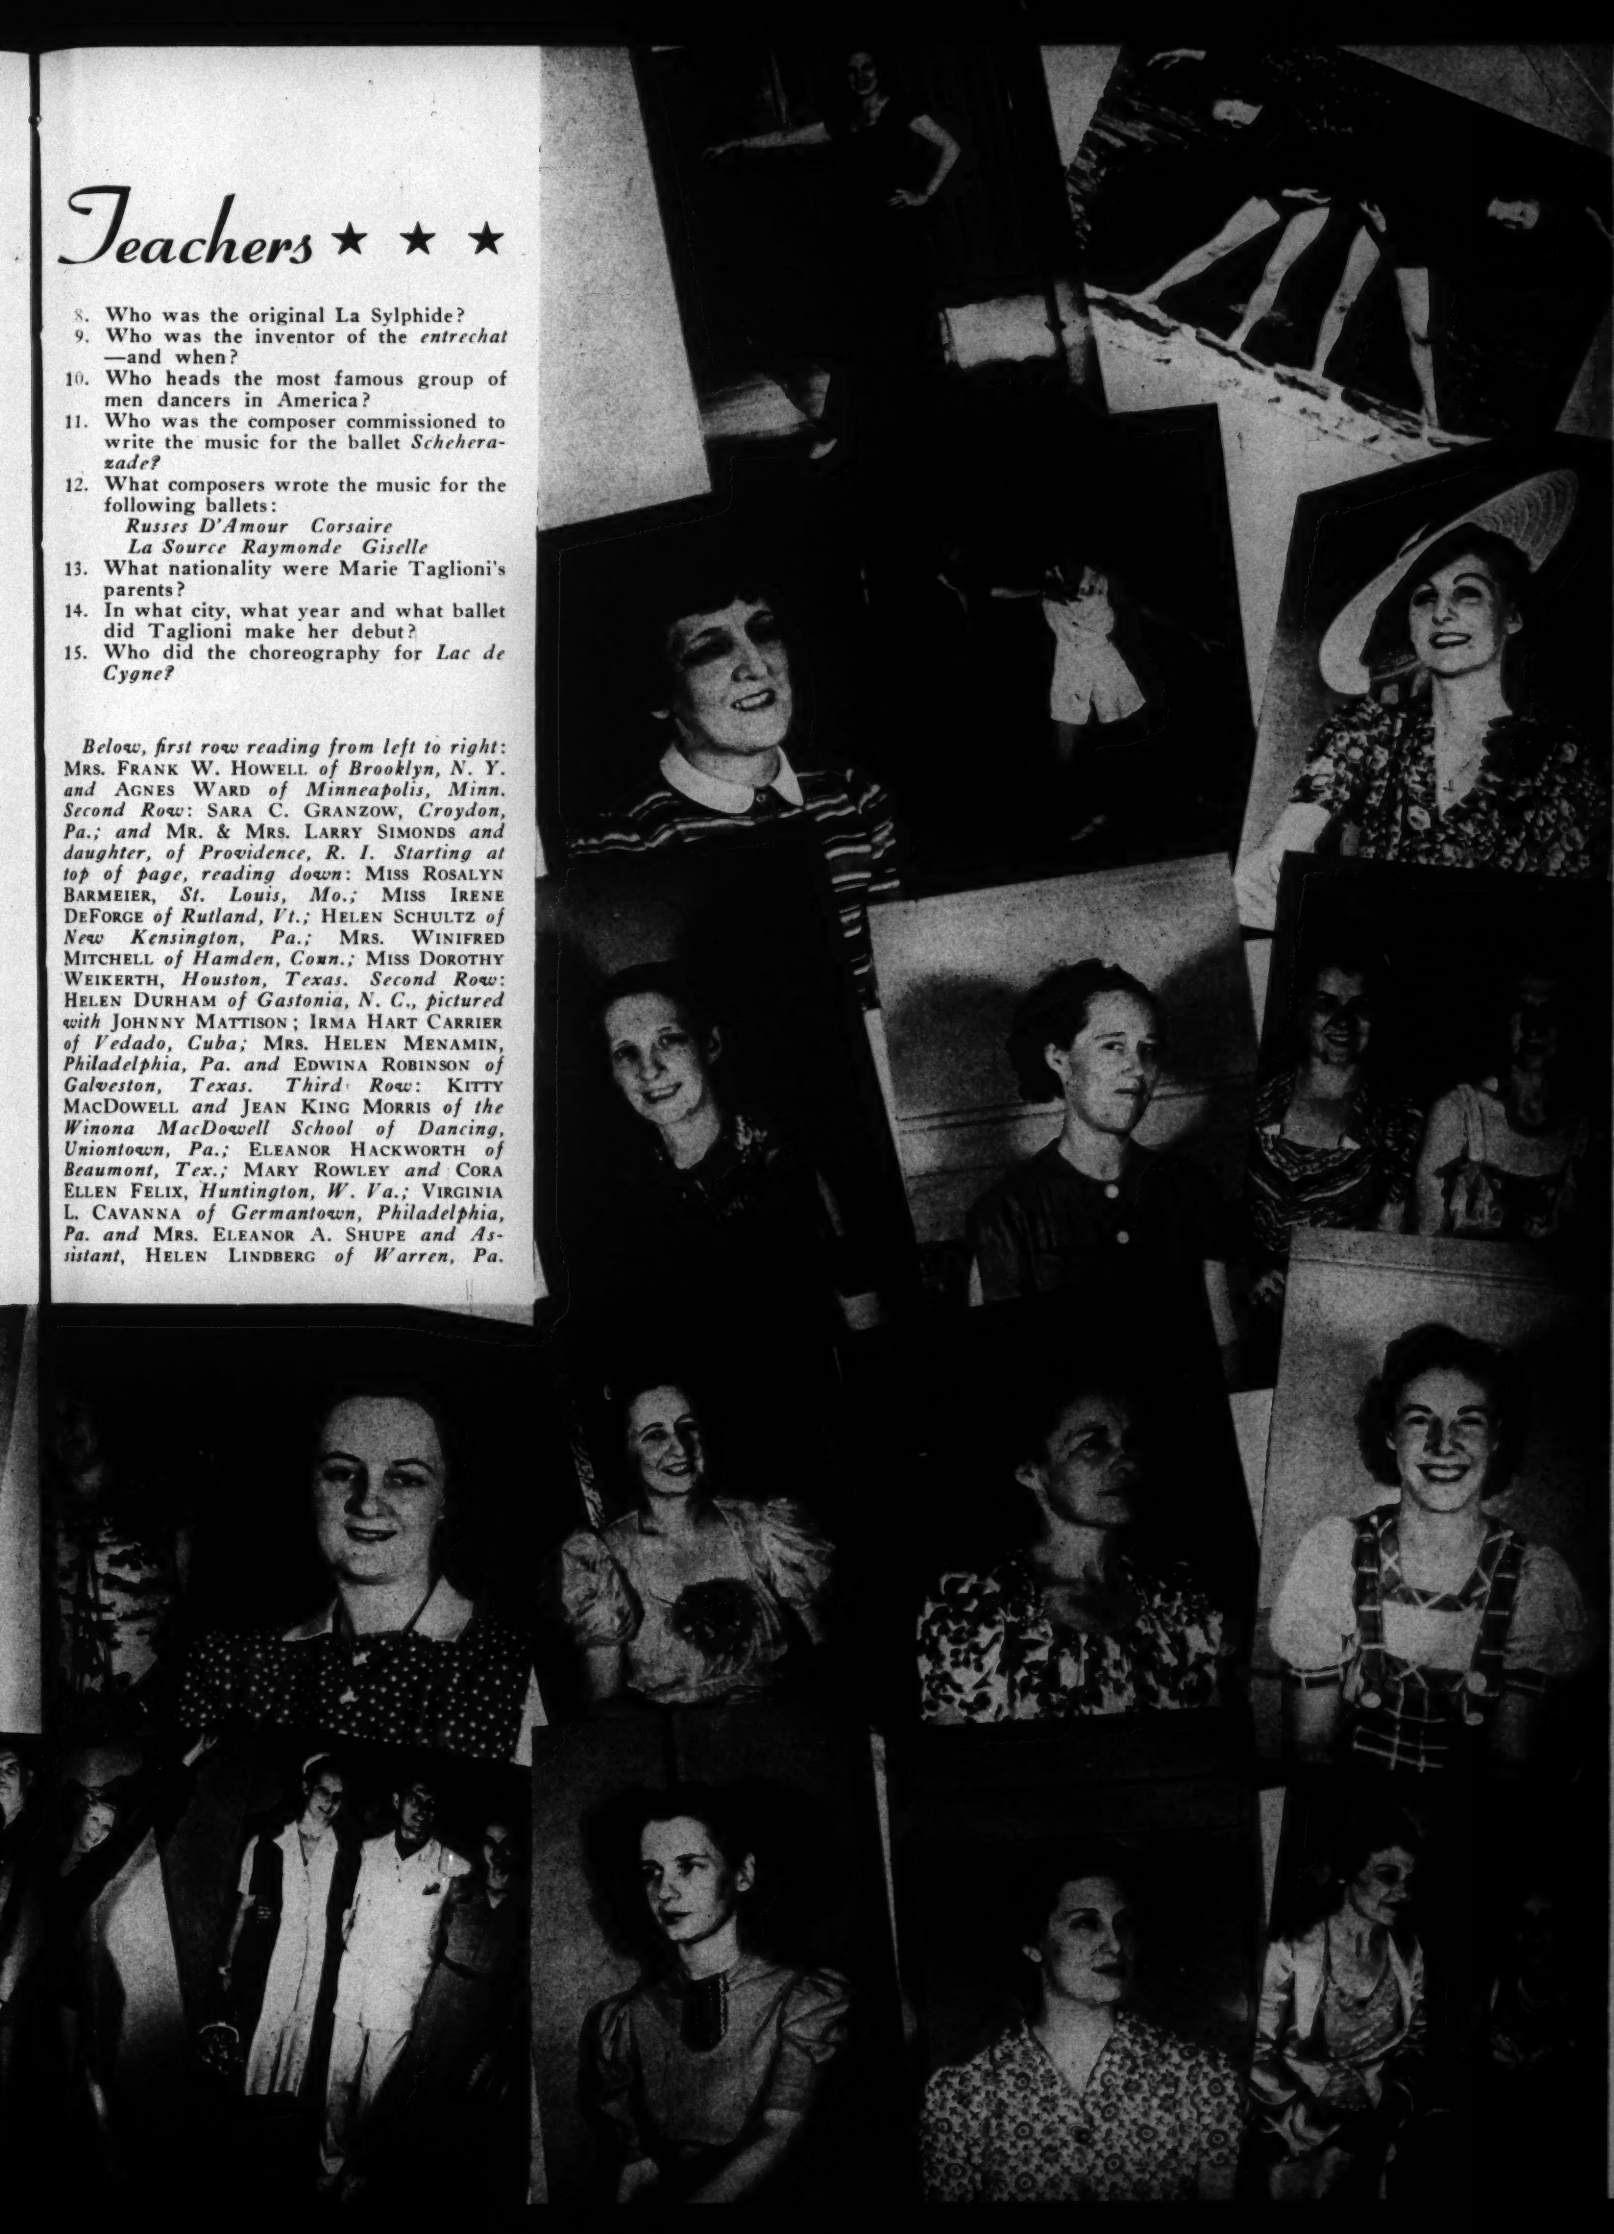 Teachers ★ ★ ★
8. Who was the original La Sylphide?
9. Who was the inventor of the entrechat
—and when?
10. Who heads the most famous group of
men dancers in America?
11. Who was the composer commissioned to
write the music for the ballet Schehera-
zade?
12. What composers wrote the music for the
following ballets:
Russes D'Amour Corsaire
La Source Raymonde Giselle
13. What nationality were Marie Taglioni's
parents?
14. In what city, what year and what ballet
did Taglioni make her debut?
15. Who did the choreography for Lac de
Cygne?
Below, first row reading from left to right:
MRS. FRANK W. HOWELL of Brooklyn, N. Y.
and AGNES WARD of Minneapolis, Minn.
Second Row: SARA C. GRANZOW, Croydon,
Pa.; and MR. & MRS. LARRY SIMONDS and
daughter, of Providence, R. I. Starting at
top of page, reading down: MISS ROSALYN
BARMEIER, St. Louis, Mo.; MISS IRENE
DEFORGE of Rutland, Vt.; HELEN SCHULTZ of
New Kensington, Pa.; MRS. WINIFRED
MITCHELL of Hamden, Conn.; MISS DOROTHY
WEIKERTH, Houston, Texas. Second Row:
HELEN DURHAM of Gastonia, N. C., pictured
with JOHNNY MATTISON; IRMA HART CARRIER
of Vedado, Cuba; MRS. HELEN MENAMIN,
Philadelphia, Pa. and EDWINA ROBINSON of
Galveston, Texas. Third Row: KITTY
MACDOWELL and JEAN KING MORRIS of the
Winona MacDowell School of Dancing,
Uniontown, Pa.; ELEANOR HACKWORTH of
Beaumont, Tex.; MARY ROWLEY and CORA
ELLEN FELIX, Huntington, W. Va.; VIRGINIA
L. CAVANNA of Germantown, Philadelphia,
Pa. and MRS. ELEANOR A. SHUPE and As-
sistant, HELEN LINDBERG of Warren, Pa.